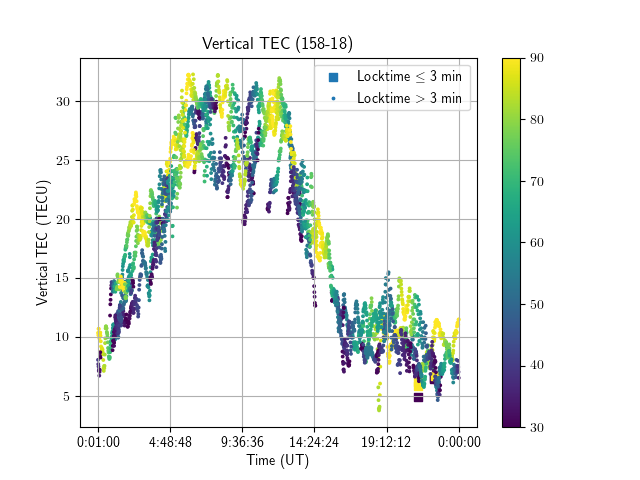 Vertical TEC (158-18)
Locktime ≤ 3 min
Locktime > 3 min
Vertical TEC (TECU)
30
25
20
15
10
5
0:01:00 4:48:48 9:36:36 14:24:24 19:12:12 0:00:00
Time (UT)
90
80
70
60
50
40
30